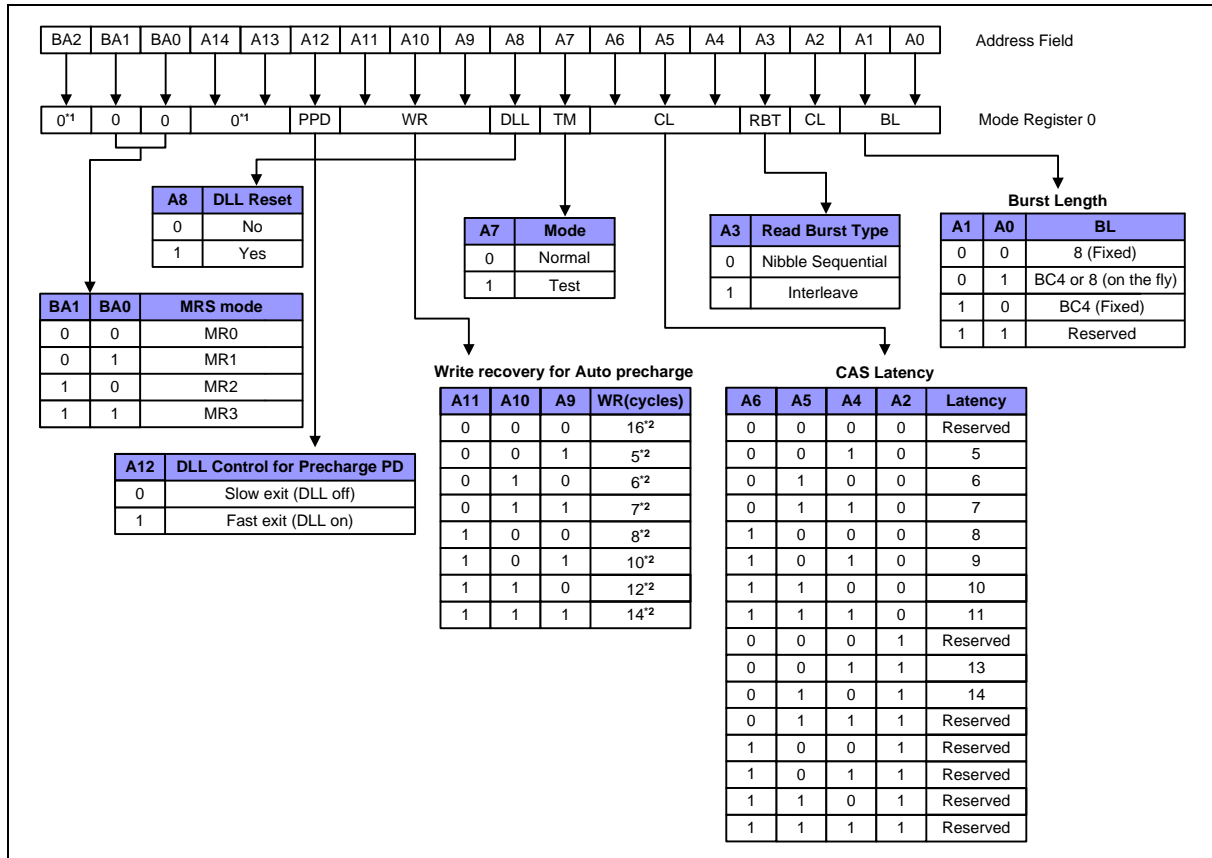 BA2 BA1 BA0 A14 A13 A12 A11 A10 A9 A8 A7 A6 A5 A4 A3 A2 A1 A0 Address Field
0*1 0 0 0*1 PPD WR DLL TM CL RBT CL BL Mode Register 0
A8 DLL Reset
0 No
1 Yes
A7 Mode
0 Normal
1 Test
A3 Read Burst Type
0 Nibble Sequential
1 Interleave
Burst Length
A1 A0 BL
0 0 8 (Fixed)
0 1 BC4 or 8 (on the fly)
1 0 BC4 (Fixed)
1 1 Reserved
BA1 BA0 MRS mode
0 0 MR0
0 1 MR1
1 0 MR2
1 1 MR3
A12 DLL Control for Precharge PD
0 Slow exit (DLL off)
1 Fast exit (DLL on)
Write recovery for Auto precharge
A11 A10 A9 WR(cycles)
0 0 0 16*2
0 0 1 5*2
0 1 0 6*2
0 1 1 7*2
1 0 0 8*2
1 0 1 10*2
1 1 0 12*2
1 1 1 14*2
CAS Latency
A6 A5 A4 A2 Latency
0 0 0 0 Reserved
0 0 1 0 5
0 1 0 0 6
0 1 1 0 7
1 0 0 0 8
1 0 1 0 9
1 1 0 0 10
1 1 1 0 11
0 0 0 1 Reserved
0 0 1 1 13
0 1 0 1 14
0 1 1 1 Reserved
1 0 0 1 Reserved
1 0 1 1 Reserved
1 1 0 1 Reserved
1 1 1 1 Reserved